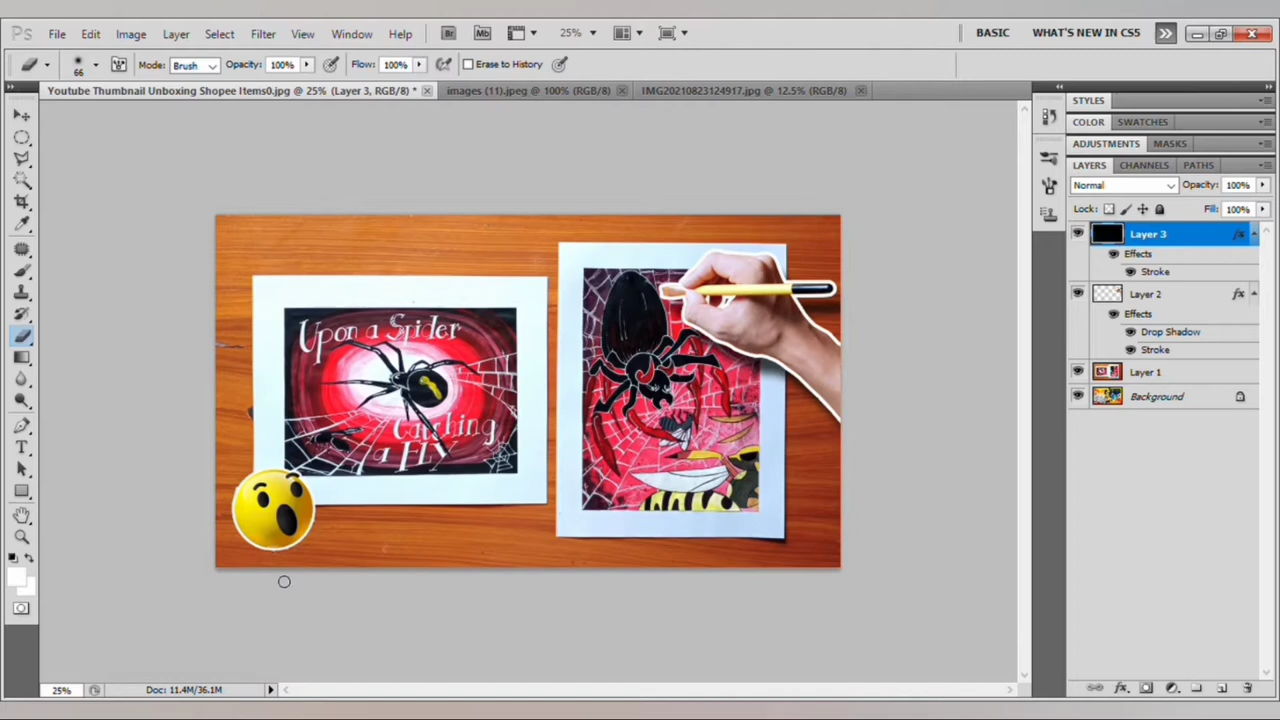 Ps File Edit Image Layer Select Filter View Window Help Br Mb 25% BASIC WHAT'S NEW IN CS5
66 Mode: Brush Opacity: 100% Flow: 100% Erase to History
Youtube Thumbnail Unboxing Shopee Items0.jpg @ 25% (Layer 3, RGB/8) * images (11).jpeg @ 100% (RGB/8) IMG20210823124917.jpg @ 12.5% (RGB/8)
STYLES
COLOR SWATCHES
ADJUSTMENTS MASKS
LAYERS CHANNELS PATHS
Normal Opacity: 100%
Lock: Fill: 100%
Layer 3 fx
Effects
Stroke
Layer 2 fx
Effects
Drop Shadow
Stroke
Layer 1
Background
Upon a Spider
Catching
a FLY
T
25% Doc: 11.4M/36.1M
fx